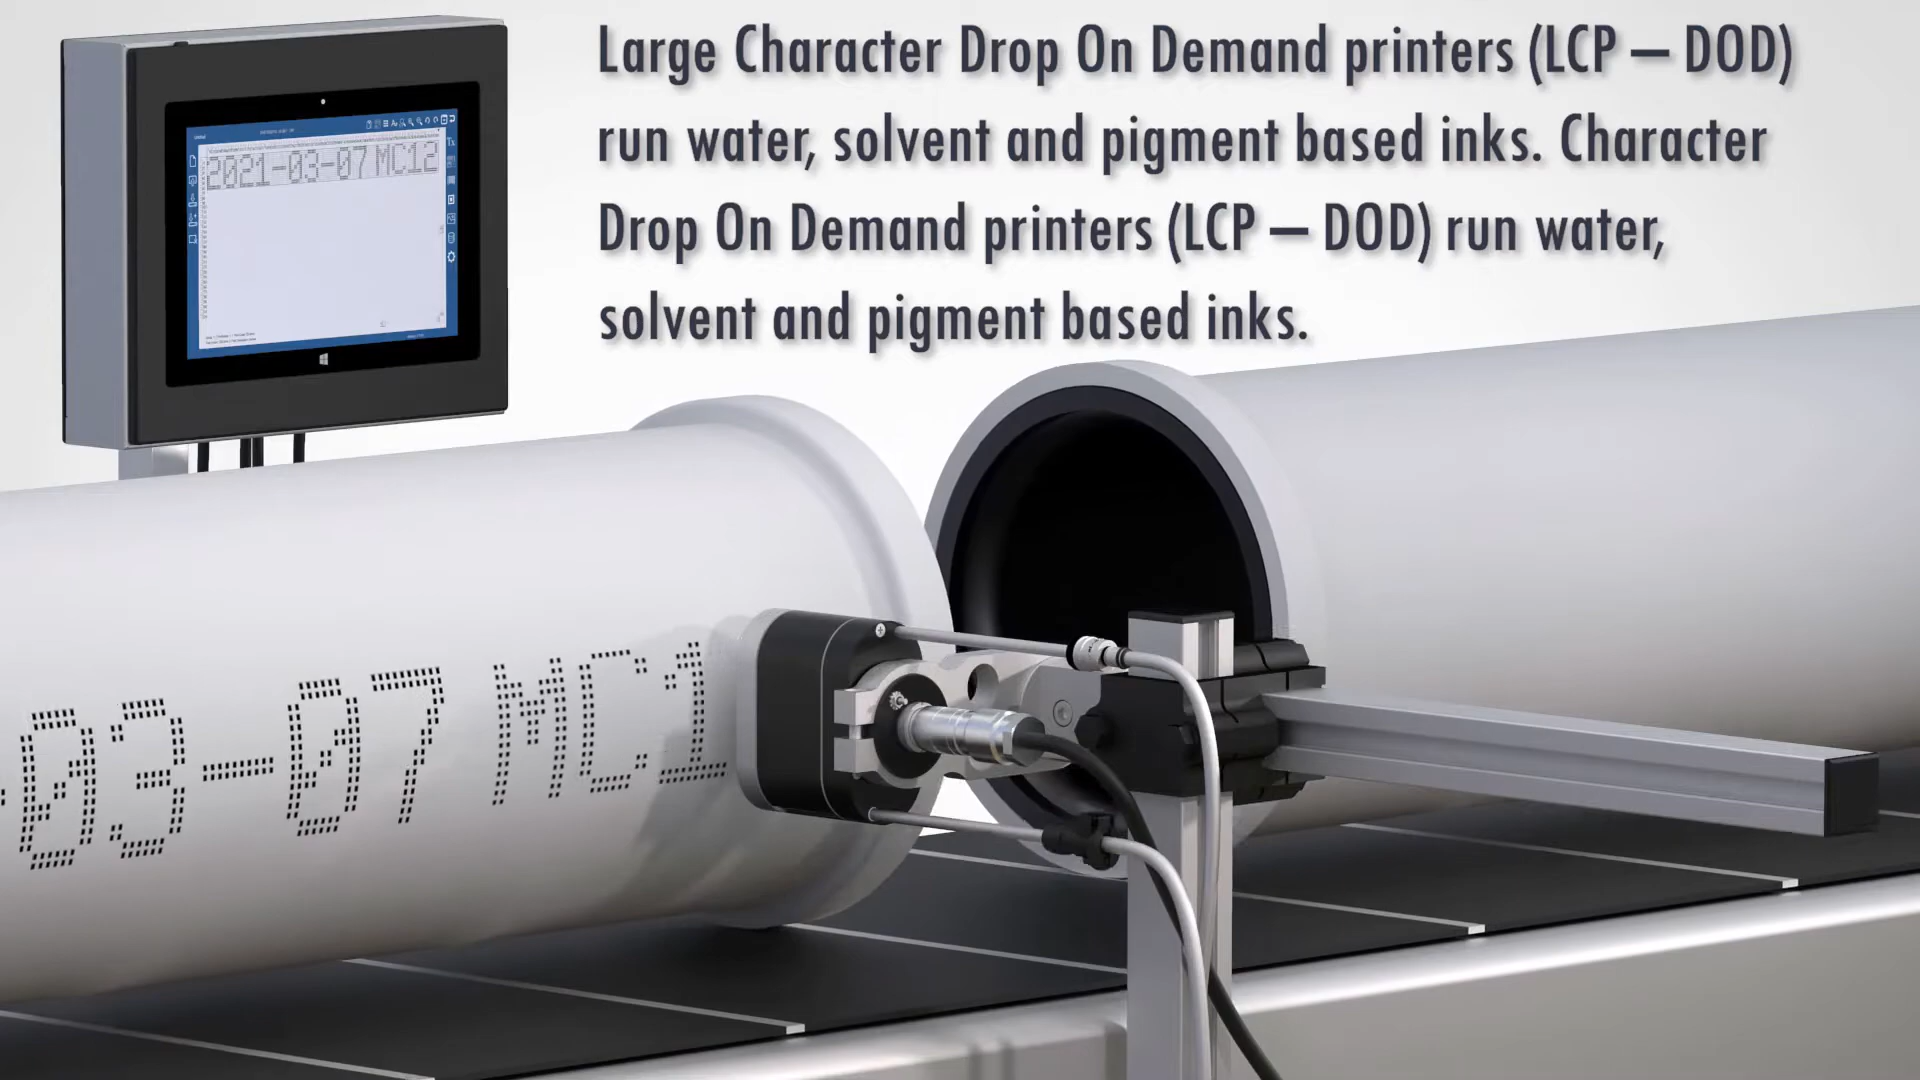 Large Character Drop On Demand printers (LCP – DOD)
run water, solvent and pigment based inks. Character
Drop On Demand printers (LCP – DOD) run water,
solvent and pigment based inks.
2021-03-07 MC12
-03-07 MC1